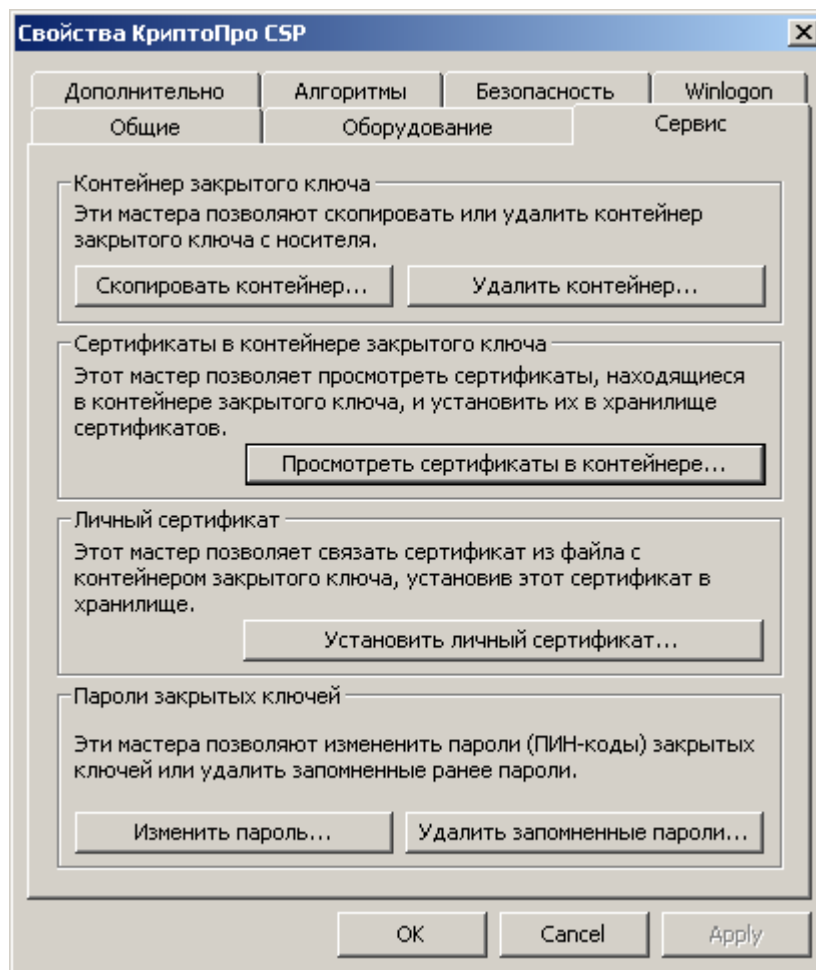 Свойства КриптоПро CSP
Дополнительно Алгоритмы Безопасность Winlogon
Общие Оборудование Сервис
Контейнер закрытого ключа
Эти мастера позволяют скопировать или удалить контейнер
закрытого ключа с носителя.
Скопировать контейнер... Удалить контейнер...
Сертификаты в контейнере закрытого ключа
Этот мастер позволяет просмотреть сертификаты, находящиеся
в контейнере закрытого ключа, и установить их в хранилище
сертификатов.
Просмотреть сертификаты в контейнере...
Личный сертификат
Этот мастер позволяет связать сертификат из файла с
контейнером закрытого ключа, установив этот сертификат в
хранилище.
Установить личный сертификат...
Пароли закрытых ключей
Эти мастера позволяют измененить пароли (ПИН-коды) закрытых
ключей или удалить запомненные ранее пароли.
Изменить пароль... Удалить запомненные пароли...
OK Cancel Apply